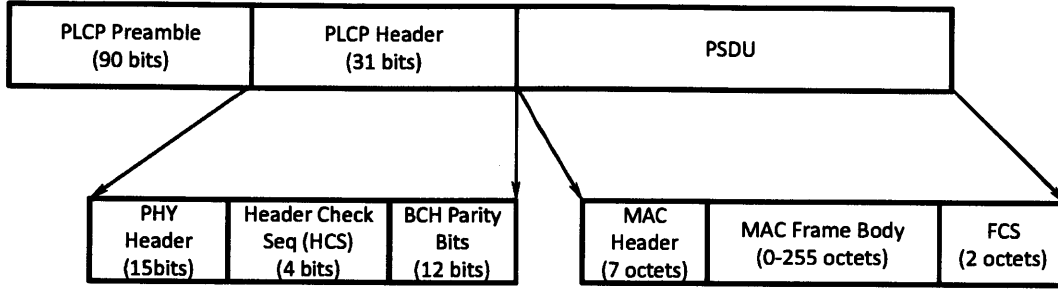 PLCP Preamble
(90 bits)
PLCP Header
(31 bits)
PSDU
PHY
Header
(15bits)
Header Check
Seq (HCS)
(4 bits)
BCH Parity
Bits
(12 bits)
MAC
Header
(7 octets)
MAC Frame Body
(0-255 octets)
FCS
(2 octets)